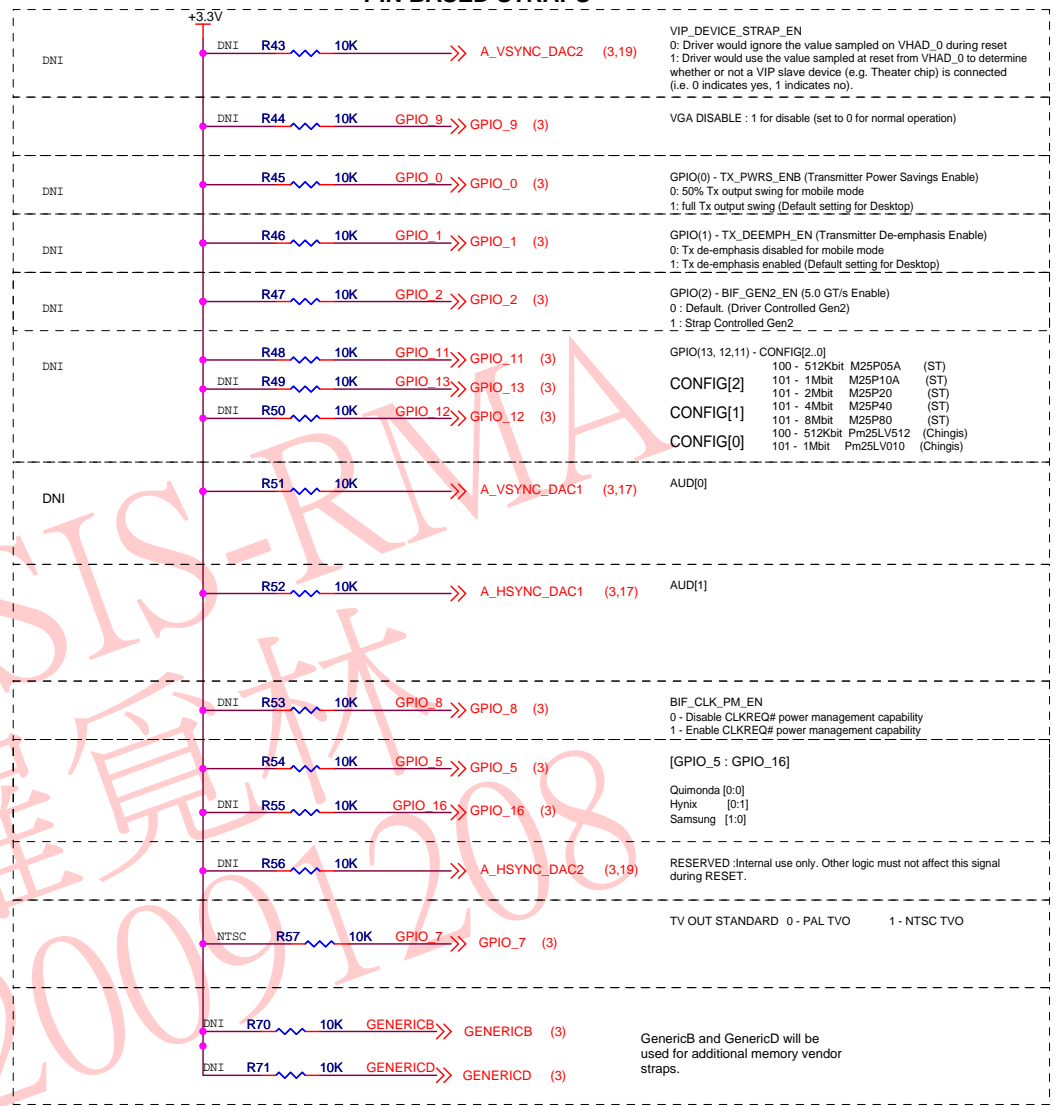 PIN BASED STRAPS
+3.3V
DNI
DNI R43 10K A_VSYNC_DAC2 (3,19)
VIP_DEVICE_STRAP_EN
0: Driver would ignore the value sampled on VHAD_0 during reset
1: Driver would use the value sampled at reset from VHAD_0 to determine
whether or not a VIP slave device (e.g. Theater chip) is connected
(i.e. 0 indicates yes, 1 indicates no).
DNI R44 10K GPIO_9 GPIO_9 (3)
VGA DISABLE : 1 for disable (set to 0 for normal operation)
DNI
R45 10K GPIO_0 GPIO_0 (3)
GPIO(0) - TX_PWRS_ENB (Transmitter Power Savings Enable)
0: 50% Tx output swing for mobile mode
1: full Tx output swing (Default setting for Desktop)
DNI
R46 10K GPIO_1 GPIO_1 (3)
GPIO(1) - TX_DEEMPH_EN (Transmitter De-emphasis Enable)
0: Tx de-emphasis disabled for mobile mode
1: Tx de-emphasis enabled (Default setting for Desktop)
DNI
R47 10K GPIO_2 GPIO_2 (3)
GPIO(2) - BIF_GEN2_EN (5.0 GT/s Enable)
0 : Default. (Driver Controlled Gen2)
1 : Strap Controlled Gen2
DNI
R48 10K GPIO_11 GPIO_11 (3)
DNI R49 10K GPIO_13 GPIO_13 (3)
DNI R50 10K GPIO_12 GPIO_12 (3)
GPIO(13, 12,11) - CONFIG[2..0]
CONFIG[2]
CONFIG[1]
CONFIG[0]
100 - 512Kbit M25P05A (ST)
101 - 1Mbit M25P10A (ST)
101 - 2Mbit M25P20 (ST)
101 - 4Mbit M25P40 (ST)
101 - 8Mbit M25P80 (ST)
100 - 512Kbit Pm25LV512 (Chingis)
101 - 1Mbit Pm25LV010 (Chingis)
DNI
R51 10K A_VSYNC_DAC1 (3,17)
AUD[0]
R52 10K A_HSYNC_DAC1 (3,17)
AUD[1]
DNI R53 10K GPIO_8 GPIO_8 (3)
BIF_CLK_PM_EN
0 - Disable CLKREQ# power management capability
1 - Enable CLKREQ# power management capability
R54 10K GPIO_5 GPIO_5 (3)
DNI R55 10K GPIO_16 GPIO_16 (3)
[GPIO_5 : GPIO_16]
Quimonda [0:0]
Hynix [0:1]
Samsung [1:0]
DNI R56 10K A_HSYNC_DAC2 (3,19)
RESERVED :Internal use only. Other logic must not affect this signal
during RESET.
NTSC R57 10K GPIO_7 GPIO_7 (3)
TV OUT STANDARD 0 - PAL TVO 1 - NTSC TVO
DNI R70 10K GENERICB GENERICB (3)
DNI R71 10K GENERICD GENERICD (3)
GenericB and GenericD will be
used for additional memory vendor
straps.
SIS-RMA
覓林
20091208